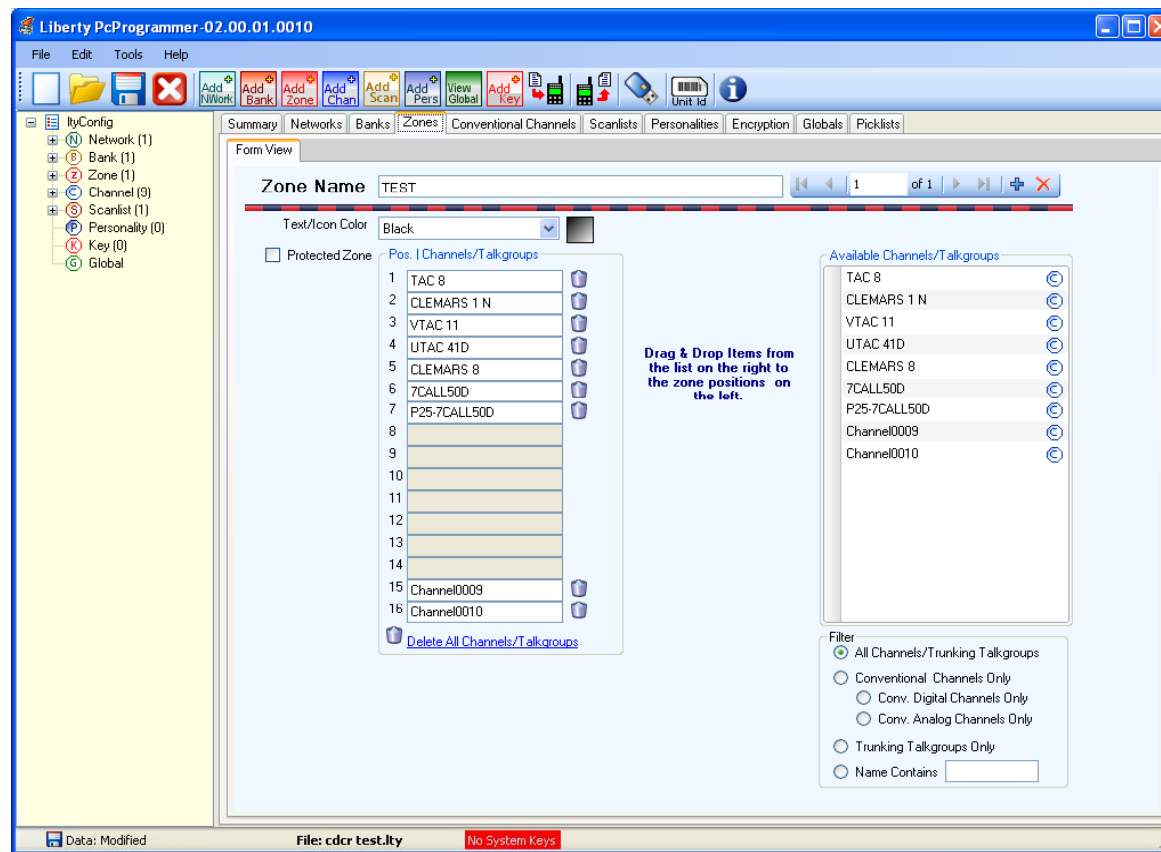 Liberty PcProgrammer-02.00.01.0010
File Edit Tools Help
Add NWork Add Bank Add Zone Add Chan Add Scan Add Pers View Global Add Key Unit Id
ltyConfig
Network (1)
Bank (1)
Zone (1)
Channel (9)
Scanlist (1)
Personality (0)
Key (0)
Global
Summary Networks Banks Zones Conventional Channels Scanlists Personalities Encryption Globals Picklists
Form View
Zone Name TEST 1 of 1
Text/Icon Color Black
Protected Zone
Pos. | Channels/Talkgroups
1 TAC 8
2 CLEMARS 1 N
3 VTAC 11
4 UTAC 41D
5 CLEMARS 8
6 7CALL50D
7 P25-7CALL50D
8
9
10
11
12
13
14
15 Channel0009
16 Channel0010
Delete All Channels/Talkgroups
Drag & Drop Items from
the list on the right to
the zone positions on
the left.
Available Channels/Talkgroups
TAC 8 C
CLEMARS 1 N C
VTAC 11 C
UTAC 41D C
CLEMARS 8 C
7CALL50D C
P25-7CALL50D C
Channel0009 C
Channel0010 C
Filter
All Channels/Trunking Talkgroups
Conventional Channels Only
Conv. Digital Channels Only
Conv. Analog Channels Only
Trunking Talkgroups Only
Name Contains
Data: Modified File: cdcr test.lty No System Keys